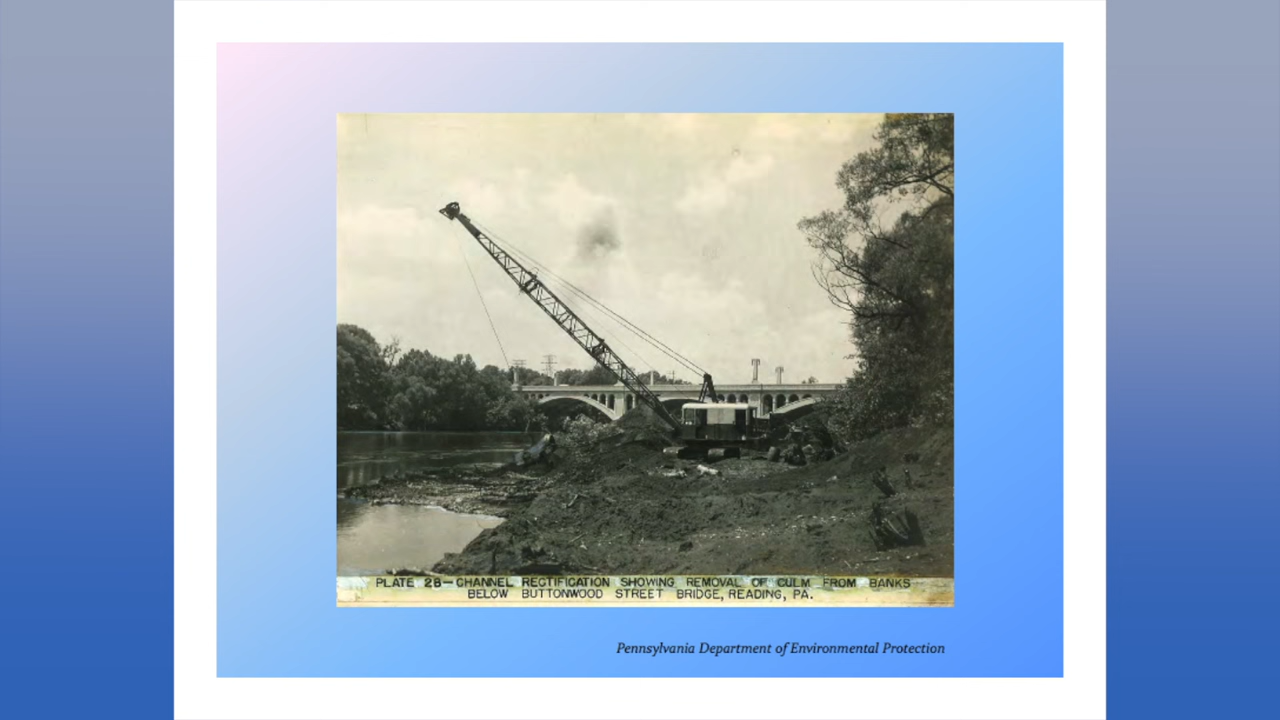 PLATE 28—CHANNEL RECTIFICATION SHOWING REMOVAL OF CULM FROM BANKS
BELOW BUTTONWOOD STREET BRIDGE, READING, PA.
Pennsylvania Department of Environmental Protection